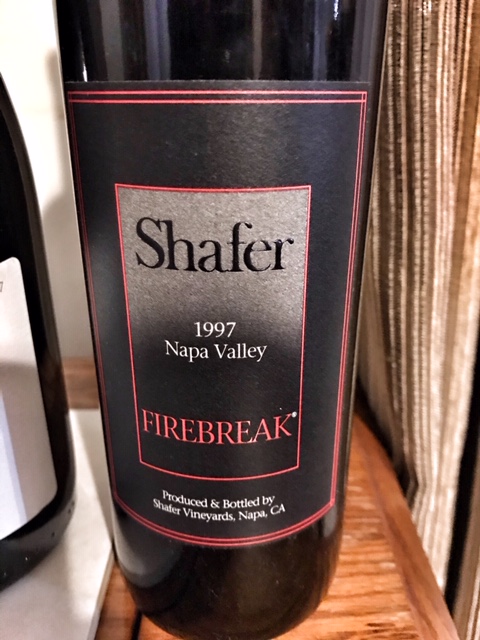 Shafer
1997
Napa Valley
FIREBREAK®
Produced & Bottled by
Shafer Vineyards, Napa, CA